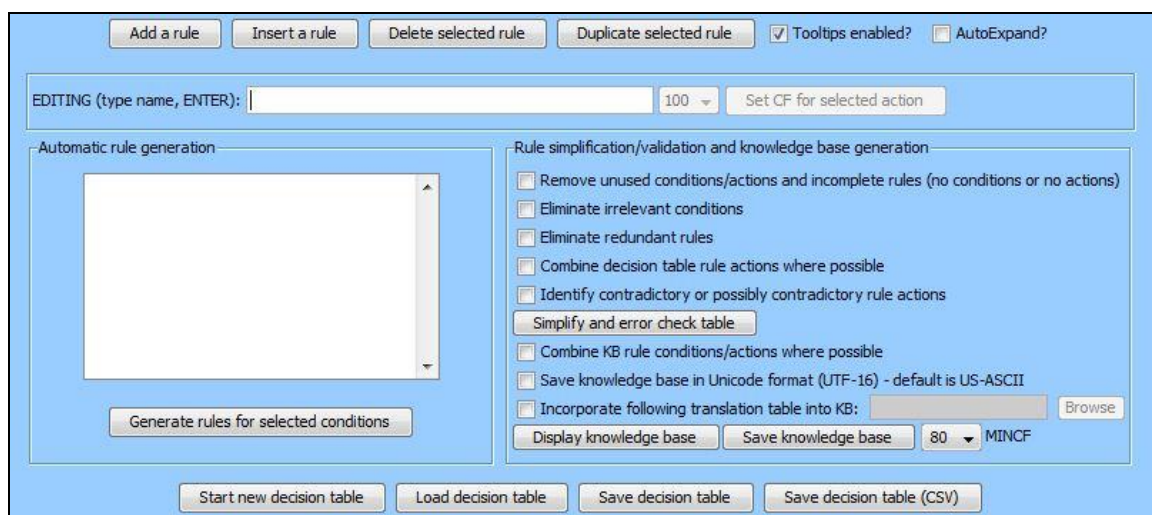 Add a rule Insert a rule Delete selected rule Duplicate selected rule Tooltips enabled? AutoExpand?
EDITING (type name, ENTER): 100 Set CF for selected action
Automatic rule generation
Generate rules for selected conditions
Rule simplification/validation and knowledge base generation
Remove unused conditions/actions and incomplete rules (no conditions or no actions)
Eliminate irrelevant conditions
Eliminate redundant rules
Combine decision table rule actions where possible
Identify contradictory or possibly contradictory rule actions
Simplify and error check table
Combine KB rule conditions/actions where possible
Save knowledge base in Unicode format (UTF-16) - default is US-ASCII
Incorporate following translation table into KB: Browse
Display knowledge base Save knowledge base 80 MINCF
Start new decision table Load decision table Save decision table Save decision table (CSV)